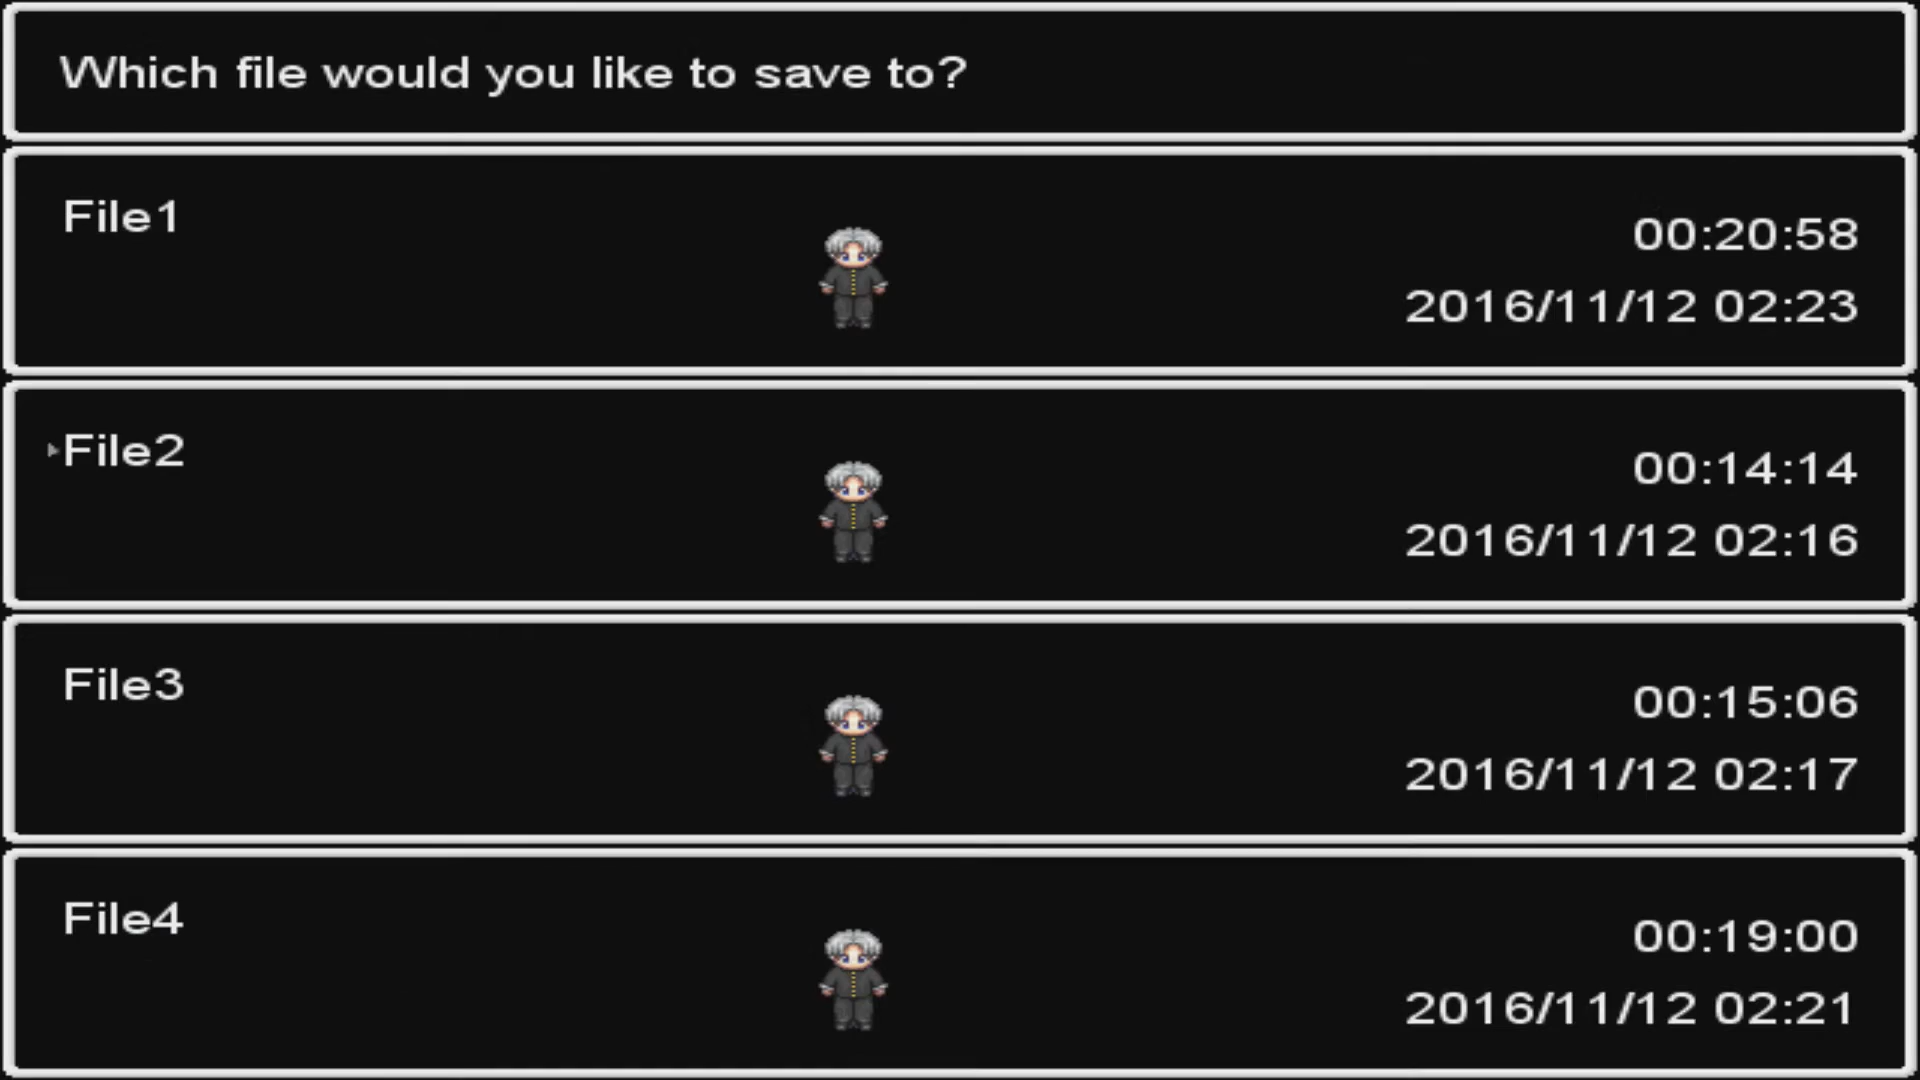 Which file would you like to save to?
File1
00:20:58
2016/11/12 02:23
File2
00:14:14
2016/11/12 02:16
File3
00:15:06
2016/11/12 02:17
File4
00:19:00
2016/11/12 02:21